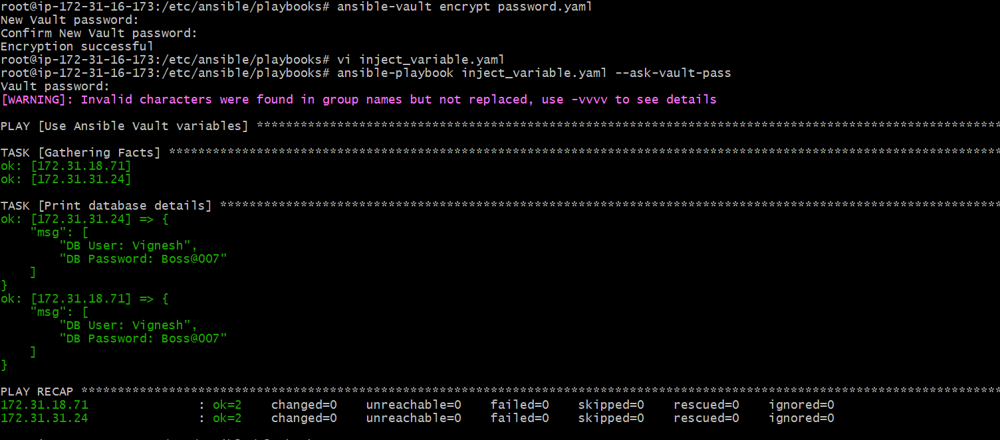 root@ip-172-31-16-173:/etc/ansible/playbooks# ansible-vault encrypt password.yaml
New Vault password:
Confirm New Vault password:
Encryption successful
root@ip-172-31-16-173:/etc/ansible/playbooks# vi inject_variable.yaml
root@ip-172-31-16-173:/etc/ansible/playbooks# ansible-playbook inject_variable.yaml --ask-vault-pass
Vault password:
[WARNING]: Invalid characters were found in group names but not replaced, use -vvvv to see details
PLAY [Use Ansible Vault variables] ******************************************************************************************************
TASK [Gathering Facts] ******************************************************************************************************************
ok: [172.31.18.71]
ok: [172.31.31.24]
TASK [Print database details] ***********************************************************************************************************
ok: [172.31.31.24] => {
    "msg": [
        "DB User: Vignesh",
        "DB Password: Boss@007"
    ]
}
ok: [172.31.18.71] => {
    "msg": [
        "DB User: Vignesh",
        "DB Password: Boss@007"
    ]
}
PLAY RECAP ******************************************************************************************************************************
172.31.18.71               : ok=2    changed=0    unreachable=0    failed=0    skipped=0    rescued=0    ignored=0
172.31.31.24               : ok=2    changed=0    unreachable=0    failed=0    skipped=0    rescued=0    ignored=0